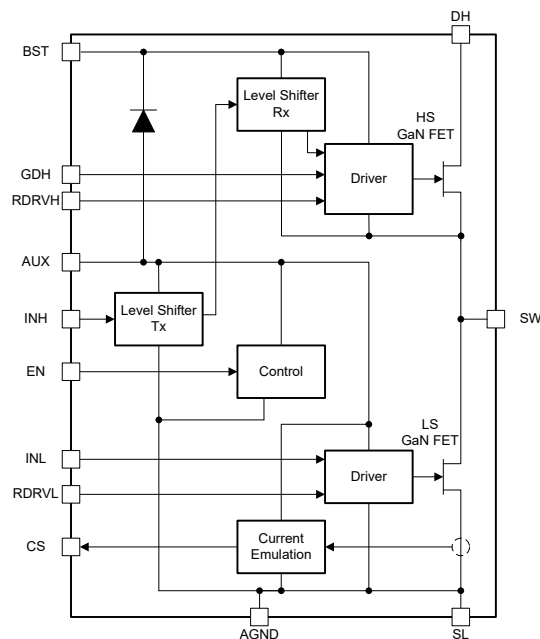 DH
BST
Level Shifter
Rx
HS
GaN FET
GDH
Driver
RDRVH
AUX
INH
Level Shifter
Tx
SW
EN
Control
LS
GaN FET
INL
Driver
RDRVL
CS
Current
Emulation
AGND
SL